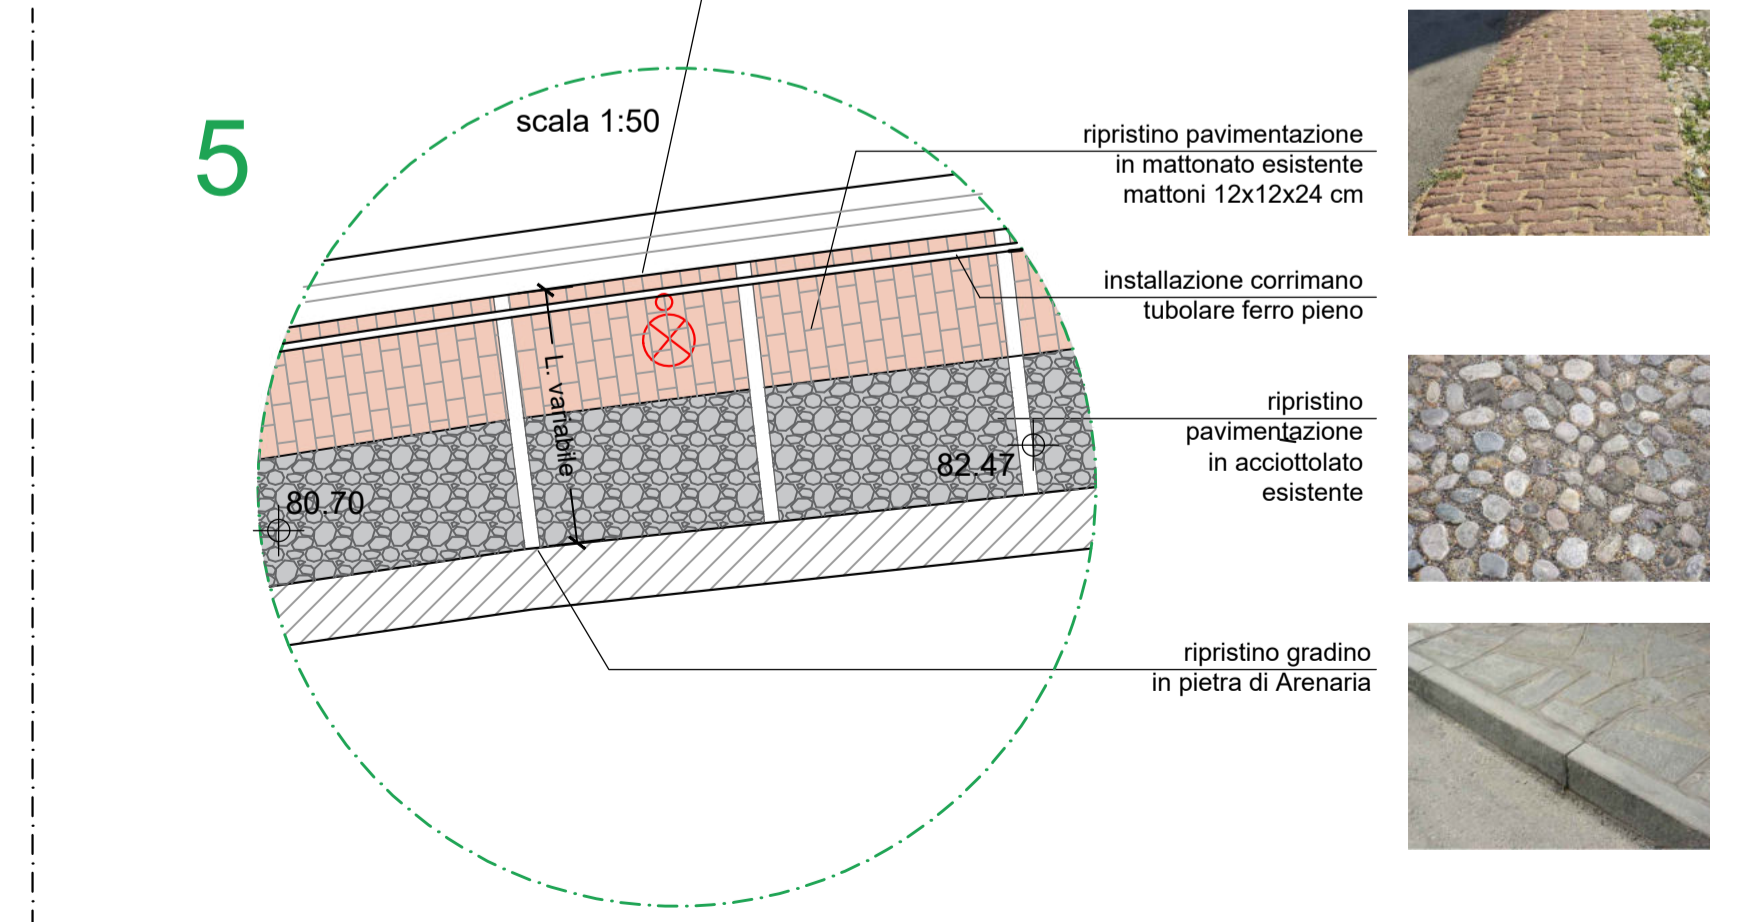 5
scala 1:50
ripristino pavimentazione
in mattonato esistente
mattoni 12x12x24 cm
installazione corrimano
tubolare ferro pieno
ripristino
pavimentazione
in acciottolato
esistente
L. variabile
82.47
80.70
ripristino gradino
in pietra di Arenaria